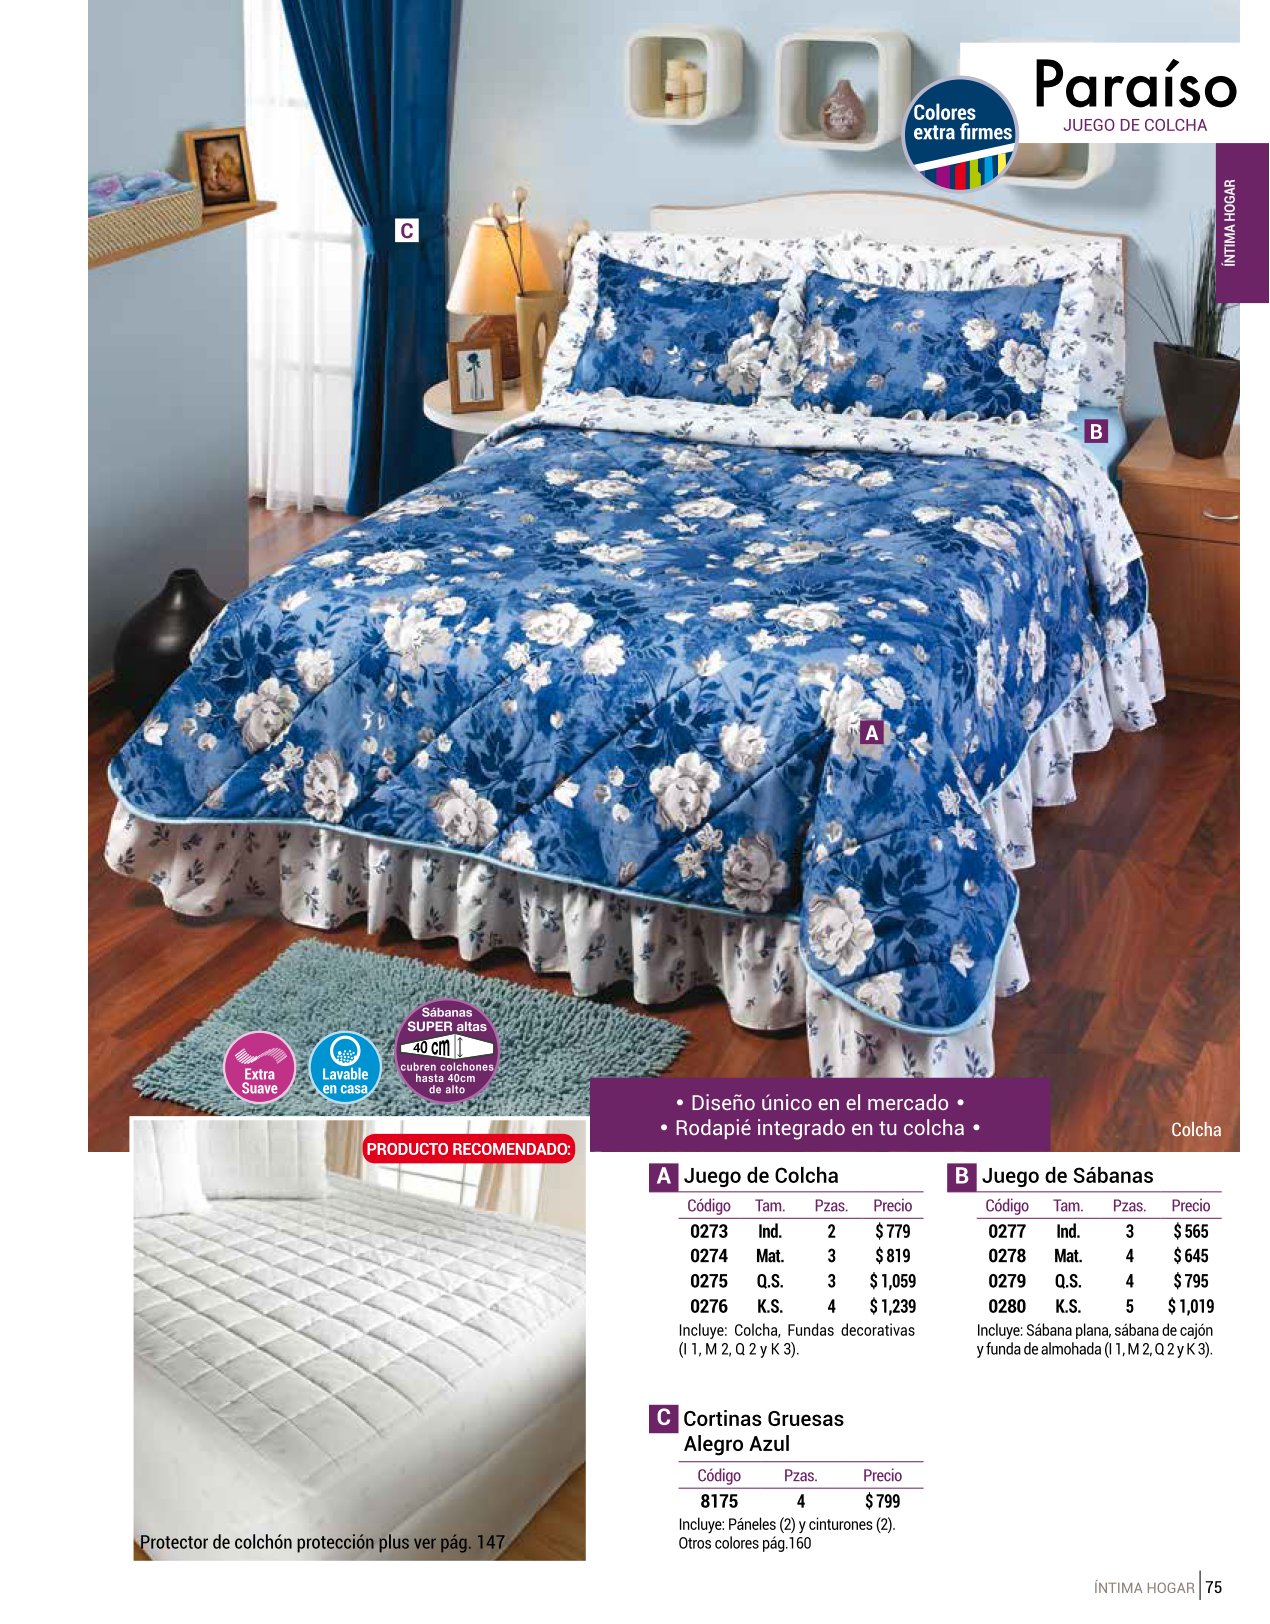 Paraíso
JUEGO DE COLCHA
Colores
extra firmes
ÍNTIMA HOGAR
C
B
A
Sábanas
SUPER altas
40 cm
cubren colchones
hasta 40cm
de alto
Extra
Suave
Lavable
en casa
• Diseño único en el mercado •
• Rodapié integrado en tu colcha •
Colcha
PRODUCTO RECOMENDADO:
Protector de colchón protección plus ver pág. 147
A Juego de Colcha
Código Tam. Pzas. Precio
0273 Ind. 2 $ 779
0274 Mat. 3 $ 819
0275 Q.S. 3 $ 1,059
0276 K.S. 4 $ 1,239
Incluye: Colcha, Fundas decorativas
(I 1, M 2, Q 2 y K 3).
B Juego de Sábanas
Código Tam. Pzas. Precio
0277 Ind. 3 $ 565
0278 Mat. 4 $ 645
0279 Q.S. 4 $ 795
0280 K.S. 5 $ 1,019
Incluye: Sábana plana, sábana de cajón
y funda de almohada (I 1, M 2, Q 2 y K 3).
C Cortinas Gruesas
Alegro Azul
Código Pzas. Precio
8175 4 $ 799
Incluye: Páneles (2) y cinturones (2).
Otros colores pág.160
ÍNTIMA HOGAR 75